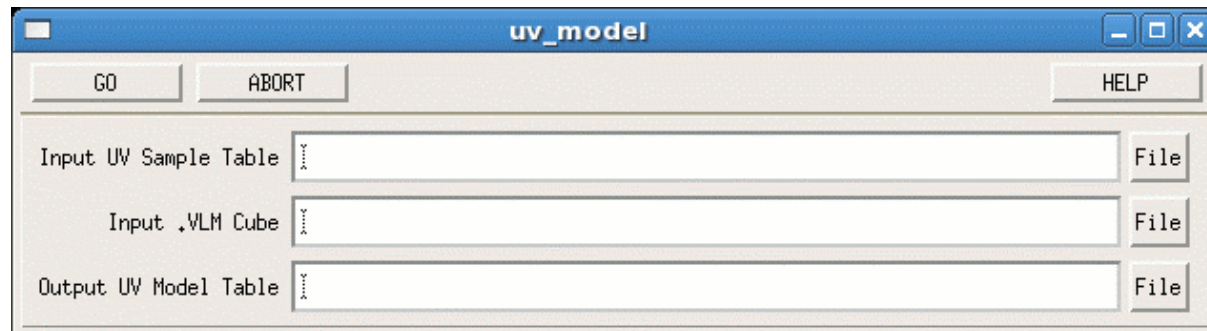 uv_model
GO ABORT HELP
Input UV Sample Table File
Input .VLM Cube File
Output UV Model Table File